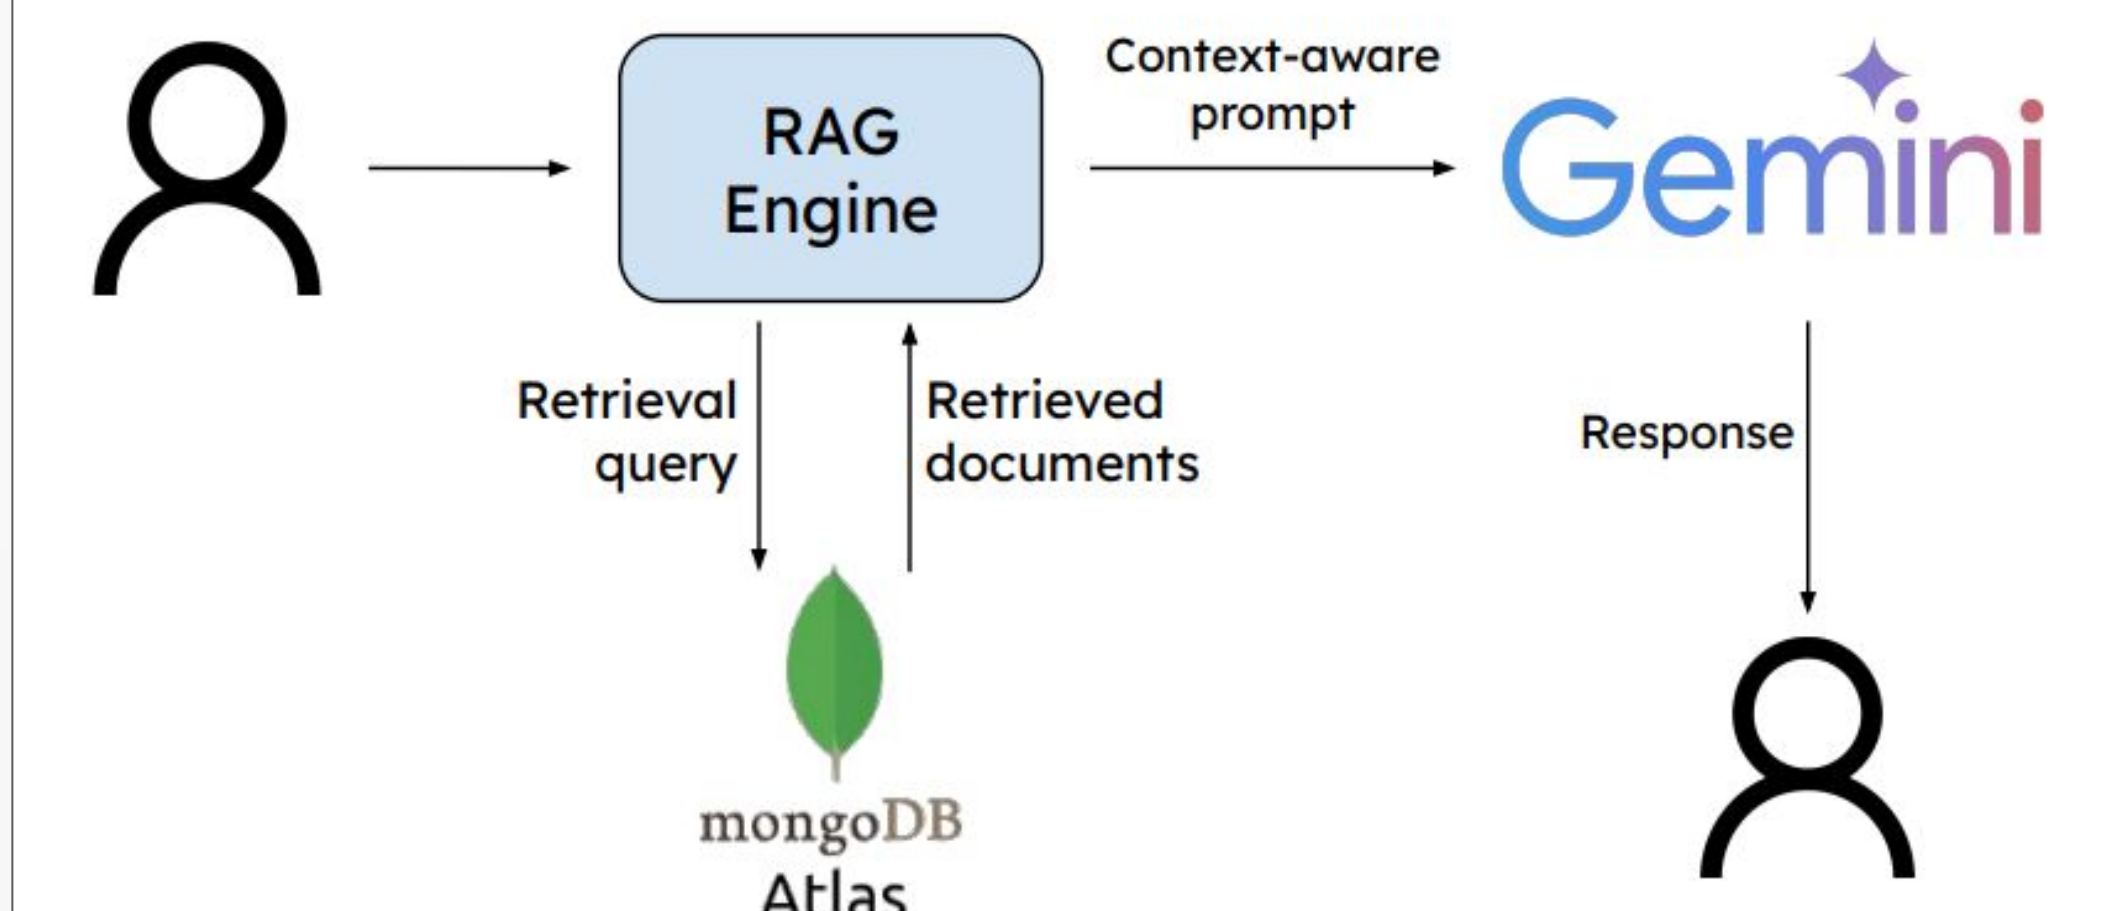 RAG
Engine
Context-aware
prompt
Gemini
Retrieval
query
Retrieved
documents
Response
mongoDB
Atlas